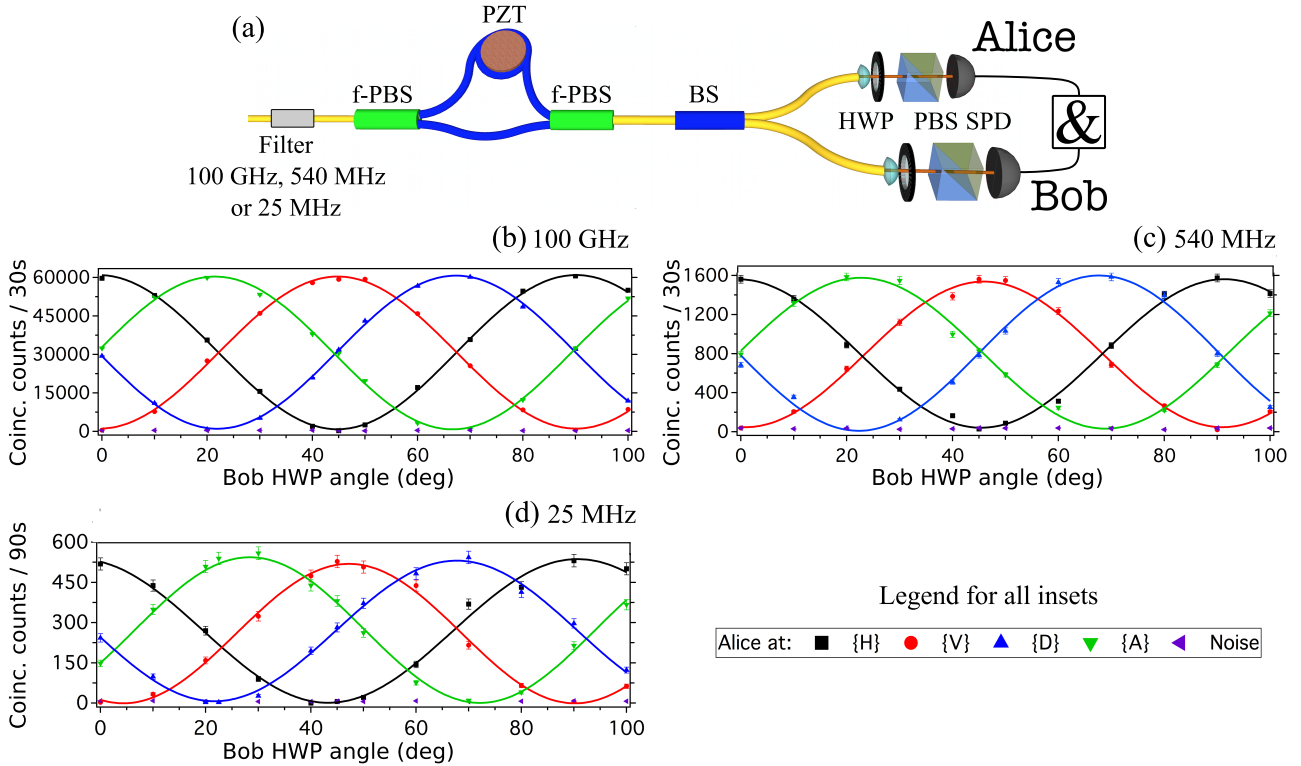 (a)
PZT
f-PBS
f-PBS
BS
Alice
HWP PBS SPD
&
Bob
Filter
100 GHz, 540 MHz
or 25 MHz
(b) 100 GHz
Coinc. counts / 30s
60000
45000
30000
15000
0
0 20 40 60 80 100
Bob HWP angle (deg)
(c) 540 MHz
Coinc. counts / 30s
1600
1200
800
400
0
0 20 40 60 80 100
Bob HWP angle (deg)
(d) 25 MHz
Coinc. counts / 90s
600
450
300
150
0
0 20 40 60 80 100
Bob HWP angle (deg)
Legend for all insets
Alice at: {H} {V} {D} {A} Noise